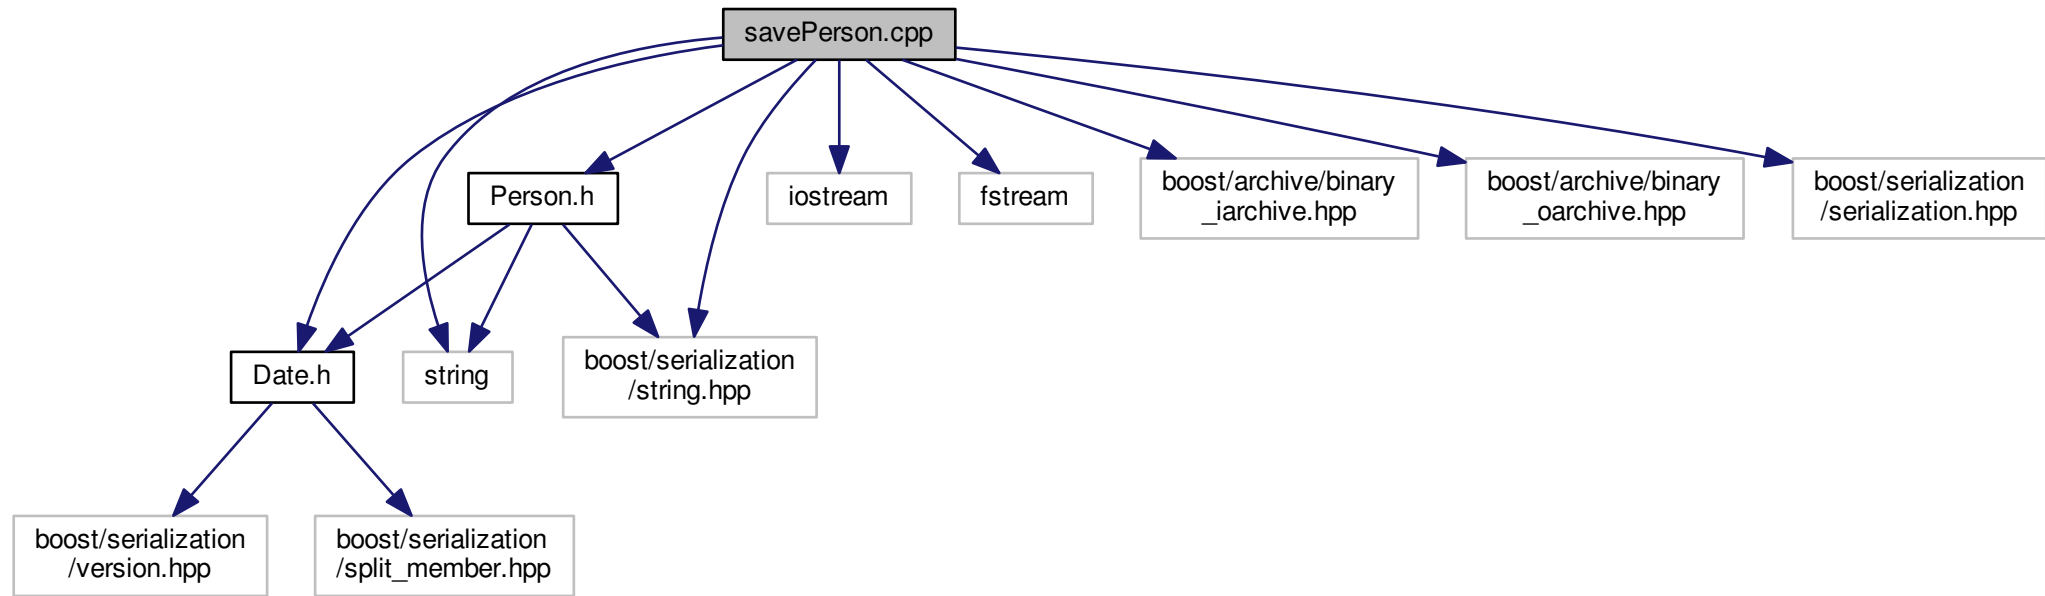 savePerson.cpp
Person.h
iostream
fstream
boost/archive/binary
_iarchive.hpp
boost/archive/binary
_oarchive.hpp
boost/serialization
/serialization.hpp
Date.h
string
boost/serialization
/string.hpp
boost/serialization
/version.hpp
boost/serialization
/split_member.hpp